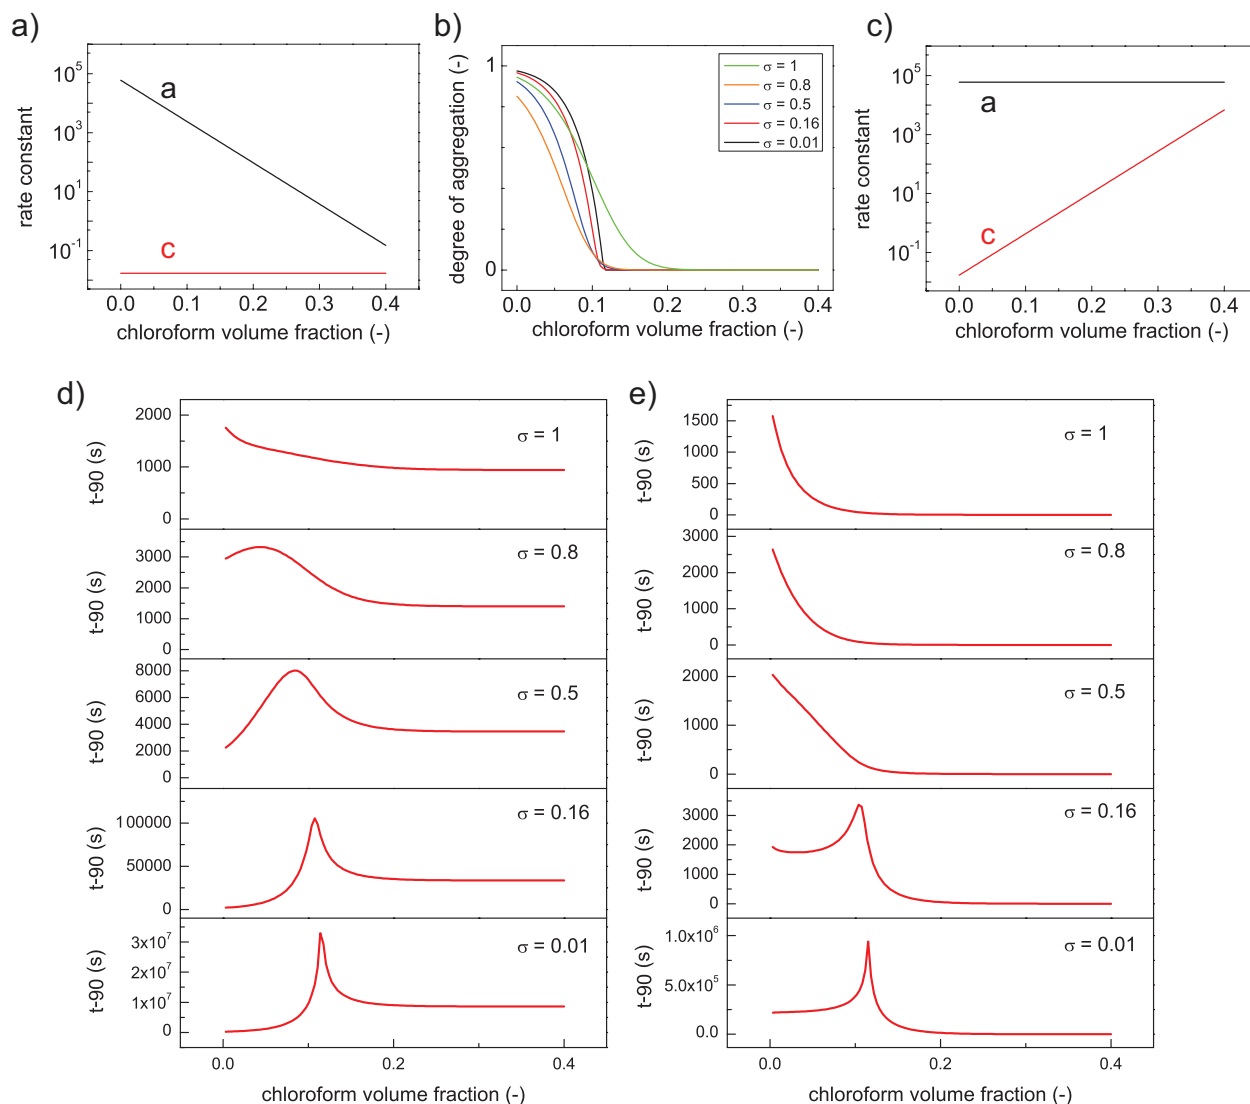 a)
rate constant
10^5
10^3
10^1
10^-1
a
c
0.0 0.1 0.2 0.3 0.4
chloroform volume fraction (-)
b)
degree of aggregation (-)
1
0
σ = 1
σ = 0.8
σ = 0.5
σ = 0.16
σ = 0.01
0.0 0.1 0.2 0.3 0.4
chloroform volume fraction (-)
c)
rate constant
10^5
10^3
10^1
10^-1
a
c
0.0 0.1 0.2 0.3 0.4
chloroform volume fraction (-)
d)
t-90 (s)
2000
1000
0
σ = 1
t-90 (s)
3000
2000
1000
0
σ = 0.8
t-90 (s)
8000
6000
4000
2000
0
σ = 0.5
t-90 (s)
100000
50000
0
σ = 0.16
t-90 (s)
3x10^7
2x10^7
1x10^7
0
σ = 0.01
0.0 0.2 0.4
chloroform volume fraction (-)
e)
t-90 (s)
1500
1000
500
0
σ = 1
t-90 (s)
3000
2000
1000
0
σ = 0.8
t-90 (s)
2000
1000
0
σ = 0.5
t-90 (s)
3000
2000
1000
0
σ = 0.16
t-90 (s)
1.0x10^6
5.0x10^5
0.0
σ = 0.01
0.0 0.2 0.4
chloroform volume fraction (-)